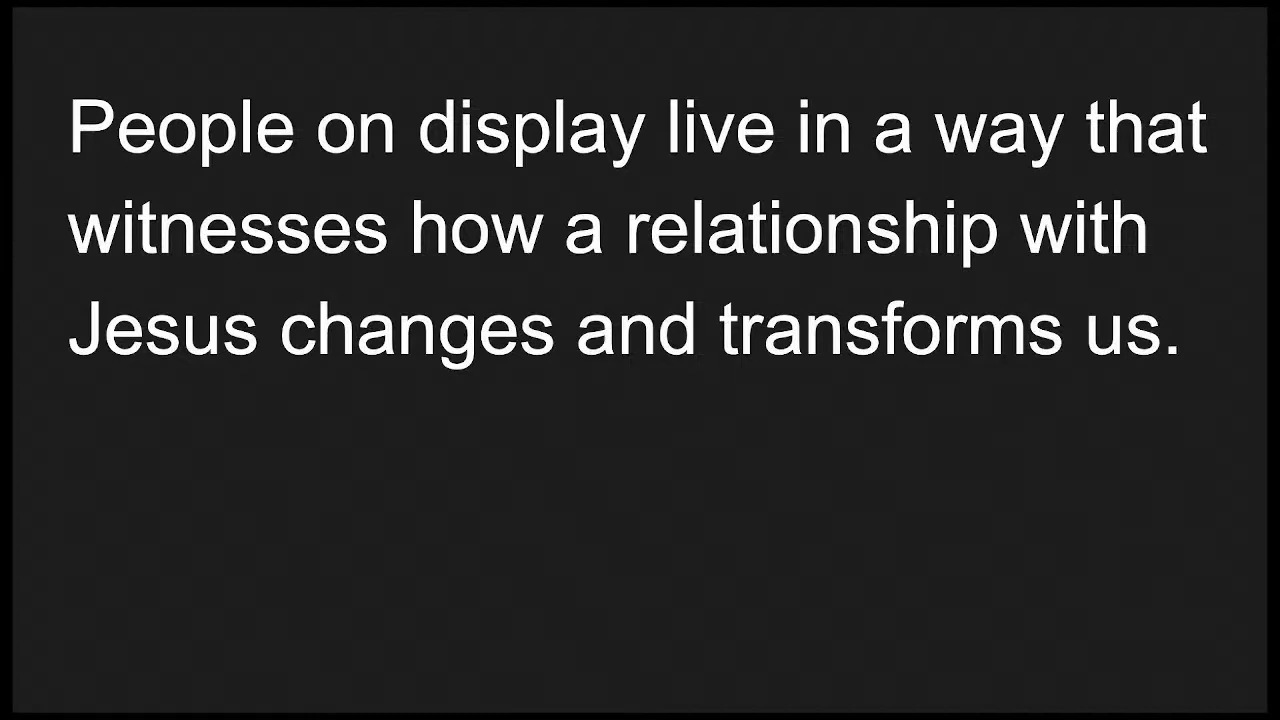 People on display live in a way that
witnesses how a relationship with
Jesus changes and transforms us.